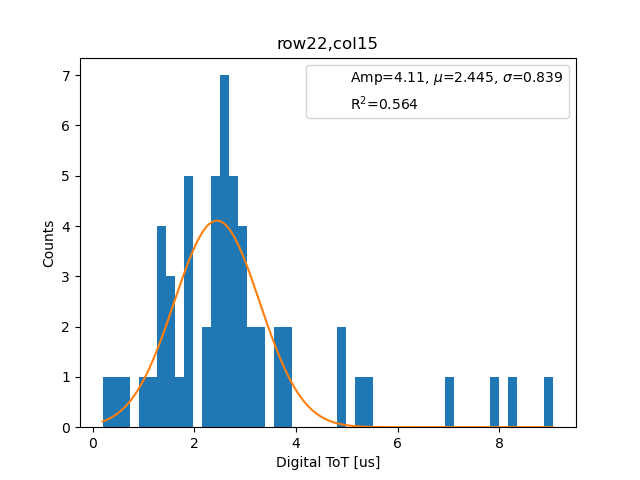 row22,col15
Amp=4.11, μ=2.445, σ=0.839
R²=0.564
Counts
7
6
5
4
3
2
1
0
0 2 4 6 8
Digital ToT [us]